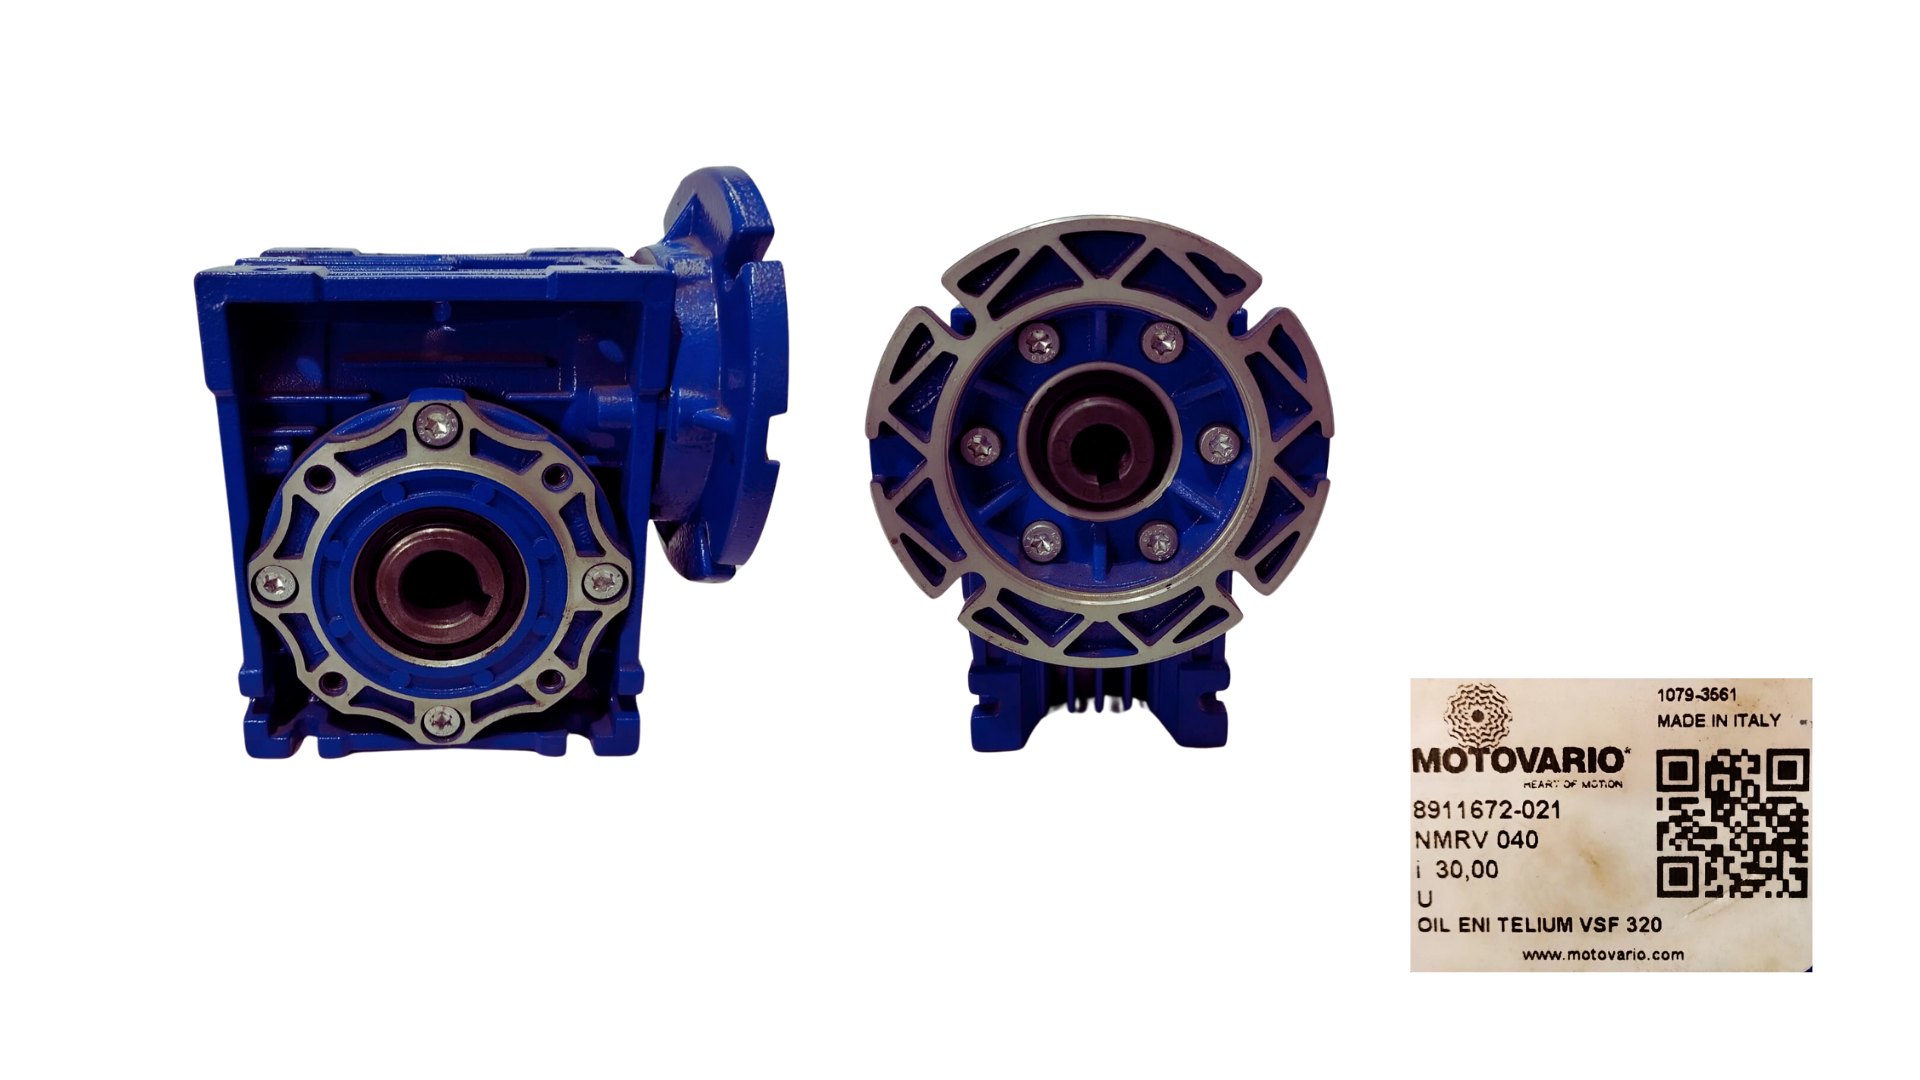 1079-3561
MADE IN ITALY
MOTOVARIO*
HEART OF MOTION
8911672-021
NMRV 040
i 30,00
U
OIL ENI TELIUM VSF 320
www.motovario.com